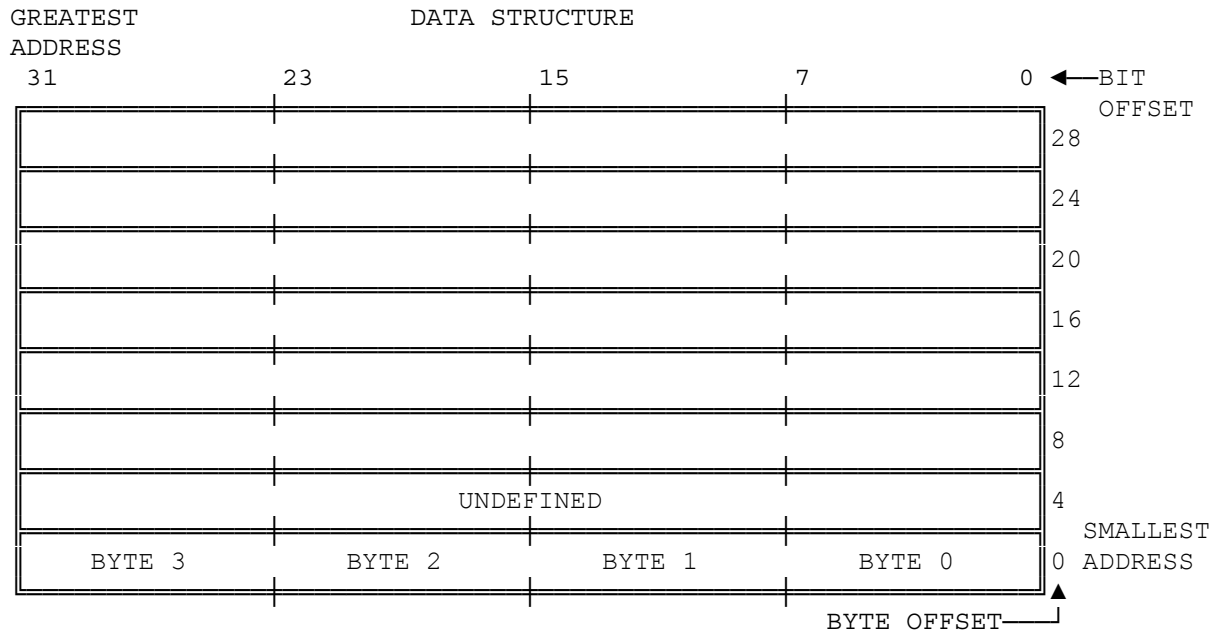 GREATEST DATA STRUCTURE
ADDRESS
31 23 15 7 0 ◄──BIT
OFFSET
28
24
20
16
12
8
UNDEFINED 4
SMALLEST
BYTE 3 BYTE 2 BYTE 1 BYTE 0 0 ADDRESS
BYTE OFFSET